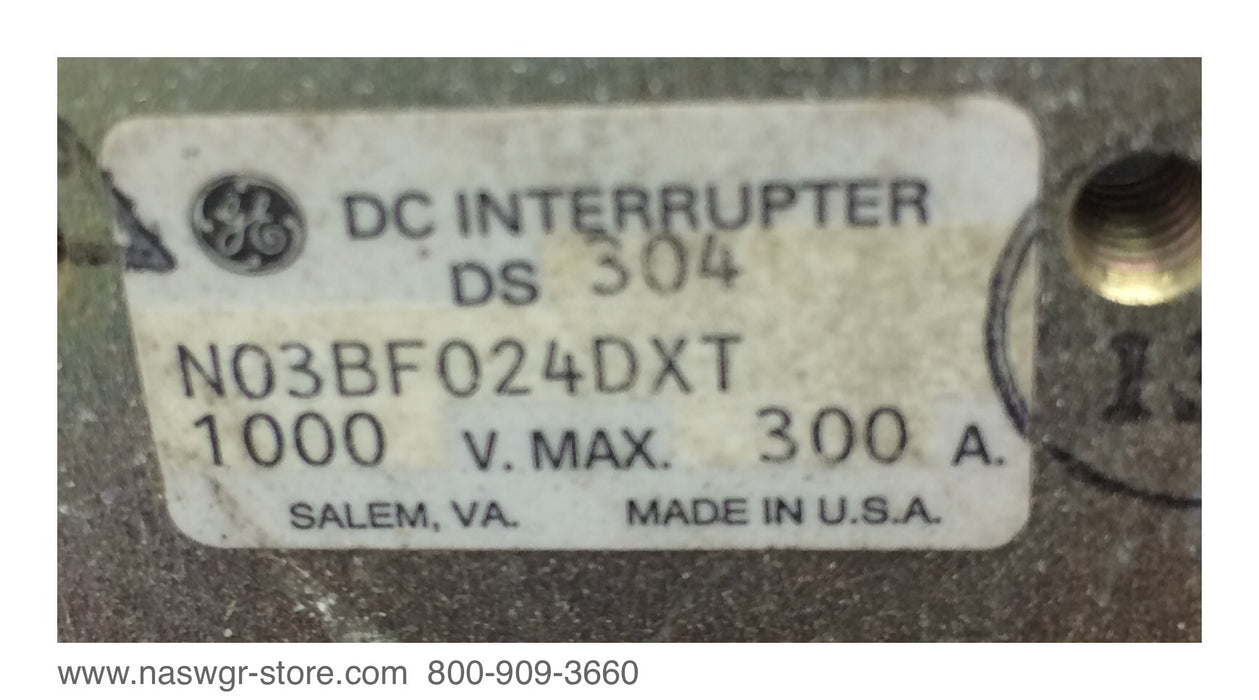 GE DC INTERRUPTER
DS 304
N03BF024DXT
1000 V. MAX. 300 A.
SALEM, VA. MADE IN U.S.A.
www.naswgr-store.com 800-909-3660